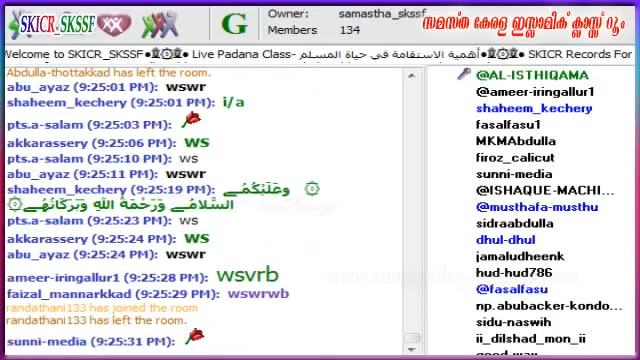 SKICR.SKSSF
G
Owner: samastha_skssf
Members 134
സമസ്ത കേരള ഇസ്ലാമിക് ക്ലാസ്സ് റൂം
Welcome to SKICR_SKSSF•۞• Live Padana Class- أهمية الاستقامة في حياة المسلم •۞• SKICR Records For
Abdulla-thottakkad has left the room.
abu_ayaz (9:25:01 PM): wswr
shaheem_kechery (9:25:01 PM): i/a
pts.a-salam (9:25:03 PM):
akkarassery (9:25:06 PM): ws
pts.a-salam (9:25:10 PM): ws
abu_ayaz (9:25:11 PM): wswr
shaheem_kechery (9:25:19 PM): وعَلَيْكُمُـے ۞
۞السَّلامُـے وَرَحْمَةُ اللهِ وَبَرَكَاتُهُـے
pts.a-salam (9:25:23 PM): ws
akkarassery (9:25:24 PM): ws
abu_ayaz (9:25:24 PM): wswr
ameer-iringallur1 (9:25:28 PM): wsvrb
faizal_mannarkkad (9:25:29 PM): wswrwb
randathani133 has joined the room
randathani133 has left the room.
sunni-media (9:25:31 PM):
@AL-ISTHIQAMA
@ameer-iringallur1
shaheem_kechery
fasalfasu1
MKMAbdulla
firoz_calicut
sunni-media
@ISHAQUE-MACHI...
@musthafa-musthu
sidraabdulla
dhul-dhul
jamaludheenk
hud-hud786
@fasalfasu
np.abubacker-kondo...
sidu-naswih
ii_dilshad_mon_ii